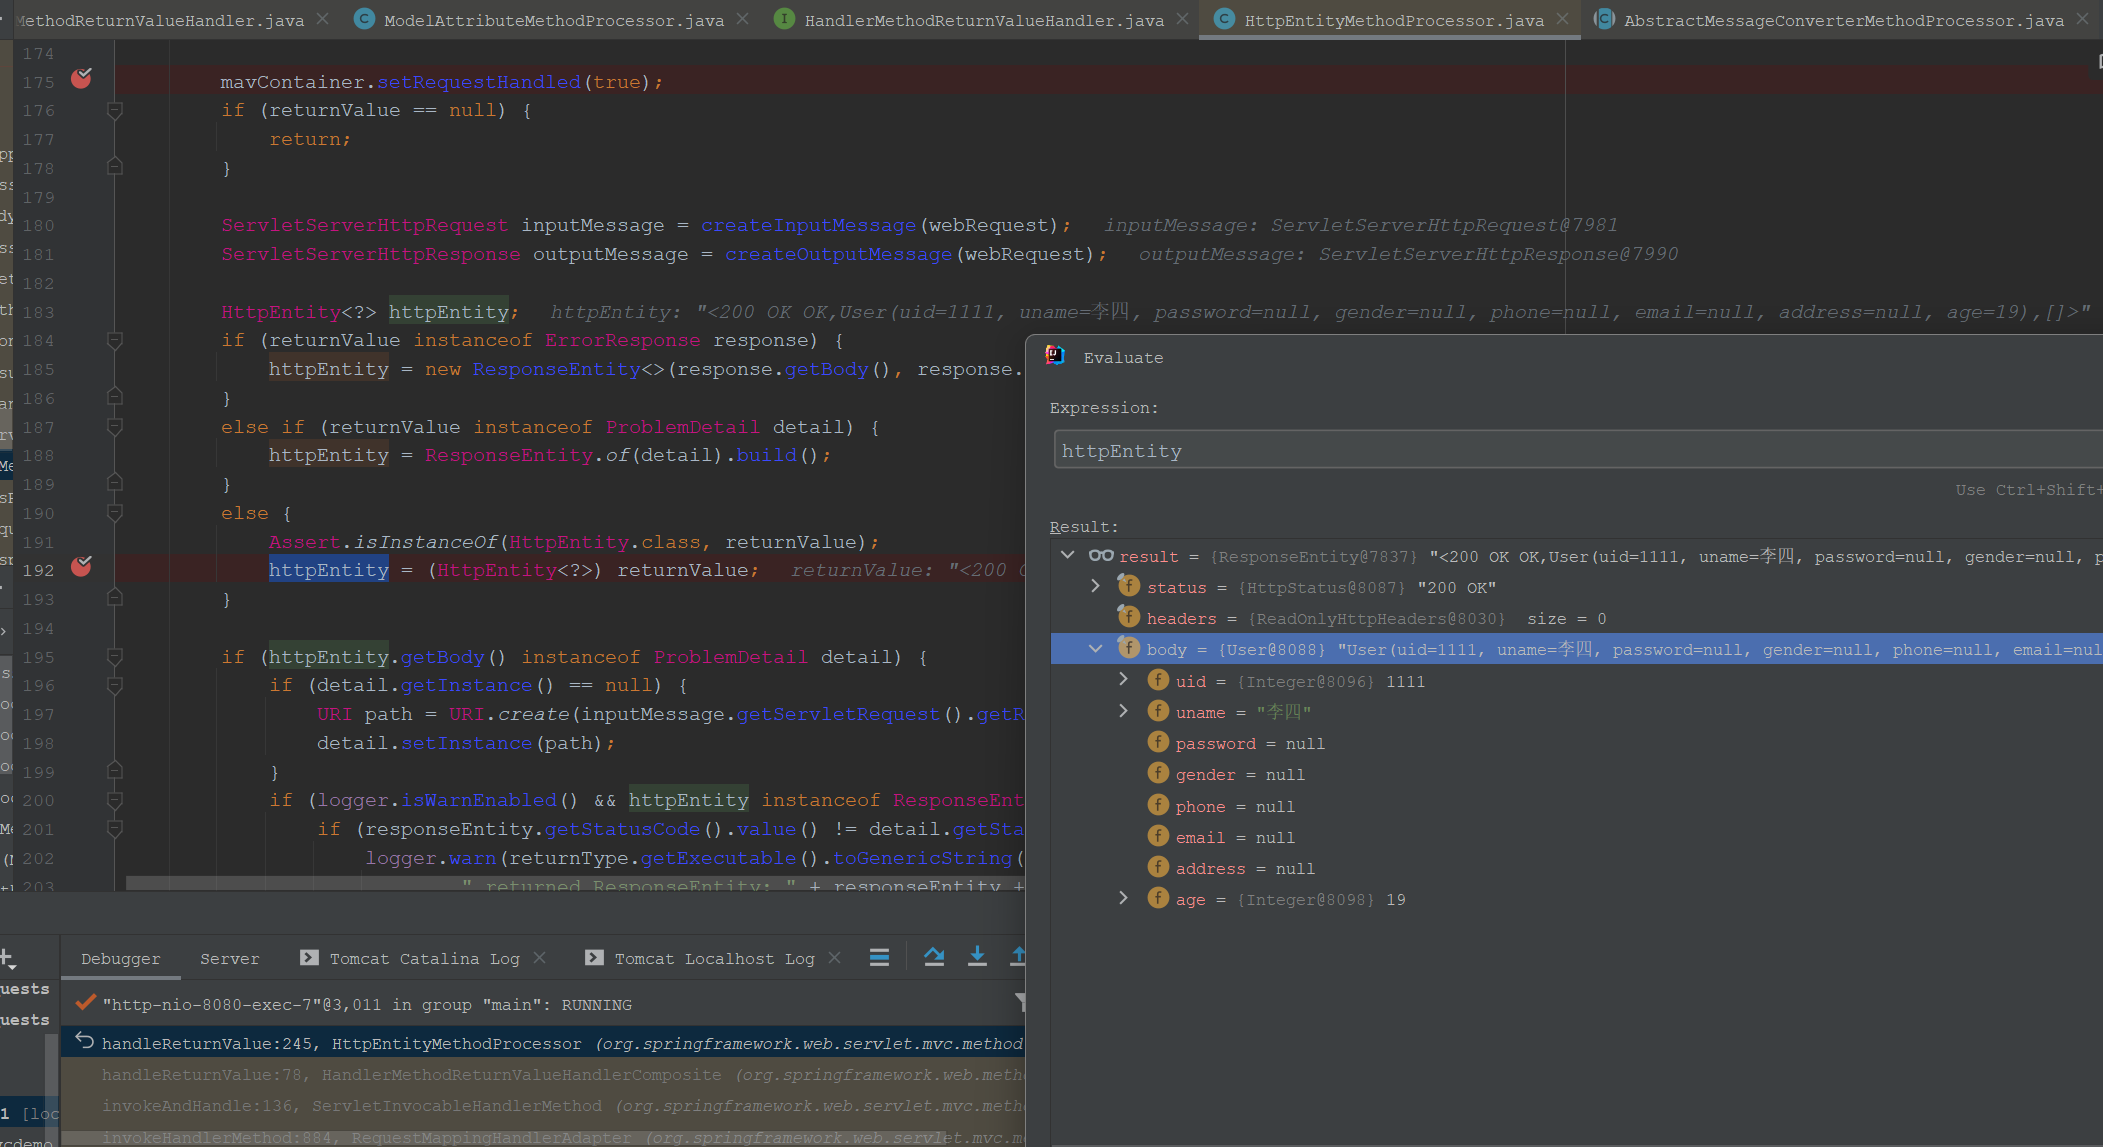 MethodReturnValueHandler.java ModelAttributeMethodProcessor.java HandlerMethodReturnValueHandler.java HttpEntityMethodProcessor.java AbstractMessageConverterMethodProcessor.java
174
175 mavContainer.setRequestHandled(true);
176 if (returnValue == null) {
177 return;
178 }
179
180 ServletServerHttpRequest inputMessage = createInputMessage(webRequest); inputMessage: ServletServerHttpRequest@7981
181 ServletServerHttpResponse outputMessage = createOutputMessage(webRequest); outputMessage: ServletServerHttpResponse@7990
182
183 HttpEntity<?> httpEntity; httpEntity: "<200 OK OK,User(uid=1111, uname=李四, password=null, gender=null, phone=null, email=null, address=null, age=19),[]>"
184 if (returnValue instanceof ErrorResponse response) {
185 httpEntity = new ResponseEntity<>(response.getBody(), response.
186 }
187 else if (returnValue instanceof ProblemDetail detail) {
188 httpEntity = ResponseEntity.of(detail).build();
189 }
190 else {
191 Assert.isInstanceOf(HttpEntity.class, returnValue);
192 httpEntity = (HttpEntity<?>) returnValue; returnValue: "<200
193 }
194
195 if (httpEntity.getBody() instanceof ProblemDetail detail) {
196 if (detail.getInstance() == null) {
197 URI path = URI.create(inputMessage.getServletRequest().getR
198 detail.setInstance(path);
199 }
200 if (logger.isWarnEnabled() && httpEntity instanceof ResponseEnt
201 if (responseEntity.getStatusCode().value() != detail.getSta
202 logger.warn(returnType.getExecutable().toGenericString(
203 " returned ResponseEntity: " + responseEntity +
Evaluate
Expression:
httpEntity
Use Ctrl+Shift+
Result:
result = {ResponseEntity@7837} "<200 OK OK,User(uid=1111, uname=李四, password=null, gender=null, p
status = {HttpStatus@8087} "200 OK"
headers = {ReadOnlyHttpHeaders@8030} size = 0
body = {User@8088} "User(uid=1111, uname=李四, password=null, gender=null, phone=null, email=nul
uid = {Integer@8096} 1111
uname = "李四"
password = null
gender = null
phone = null
email = null
address = null
age = {Integer@8098} 19
Debugger Server Tomcat Catalina Log Tomcat Localhost Log
"http-nio-8080-exec-7"@3,011 in group "main": RUNNING
handleReturnValue:245, HttpEntityMethodProcessor (org.springframework.web.servlet.mvc.method
handleReturnValue:78, HandlerMethodReturnValueHandlerComposite (org.springframework.web.meth
invokeAndHandle:136, ServletInvocableHandlerMethod (org.springframework.web.servlet.mvc.meth
invokeHandlerMethod:884, RequestMappingHandlerAdapter (org.springframework.web.servlet.mvc.m
uests
uests
1 [loc
vcdemo